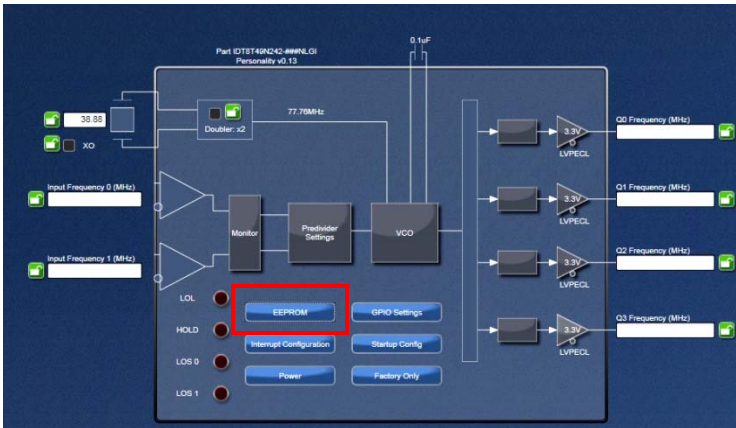 Part IDT8T49N242-###NLGI
Personality v0.13
0.1uF
38.88
XO
Doubler: x2
77.76MHz
Input Frequency 0 (MHz)
Input Frequency 1 (MHz)
Monitor
Predivider
Settings
VCO
3.3V
LVPECL
Q0 Frequency (MHz)
3.3V
LVPECL
Q1 Frequency (MHz)
3.3V
LVPECL
Q2 Frequency (MHz)
3.3V
LVPECL
Q3 Frequency (MHz)
LOL
HOLD
LOS 0
LOS 1
EEPROM
GPIO Settings
Interrupt Configuration
Startup Config
Power
Factory Only